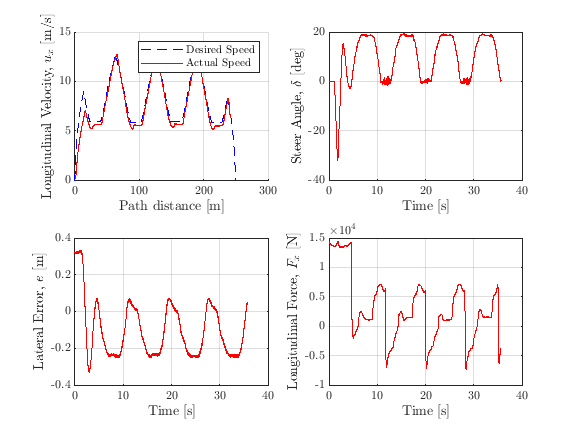 Longitudinal Velocity, u_x [m/s]
15
10
5
0
Desired Speed
Actual Speed
0 100 200 300
Path distance [m]
Steer Angle, δ [deg]
20
0
-20
-40
0 10 20 30 40
Time [s]
Lateral Error, e [m]
0.4
0.2
0
-0.2
-0.4
0 10 20 30 40
Time [s]
Longitudinal Force, F_x [N]
×10^4
1.5
1
0.5
0
-0.5
-1
0 10 20 30 40
Time [s]